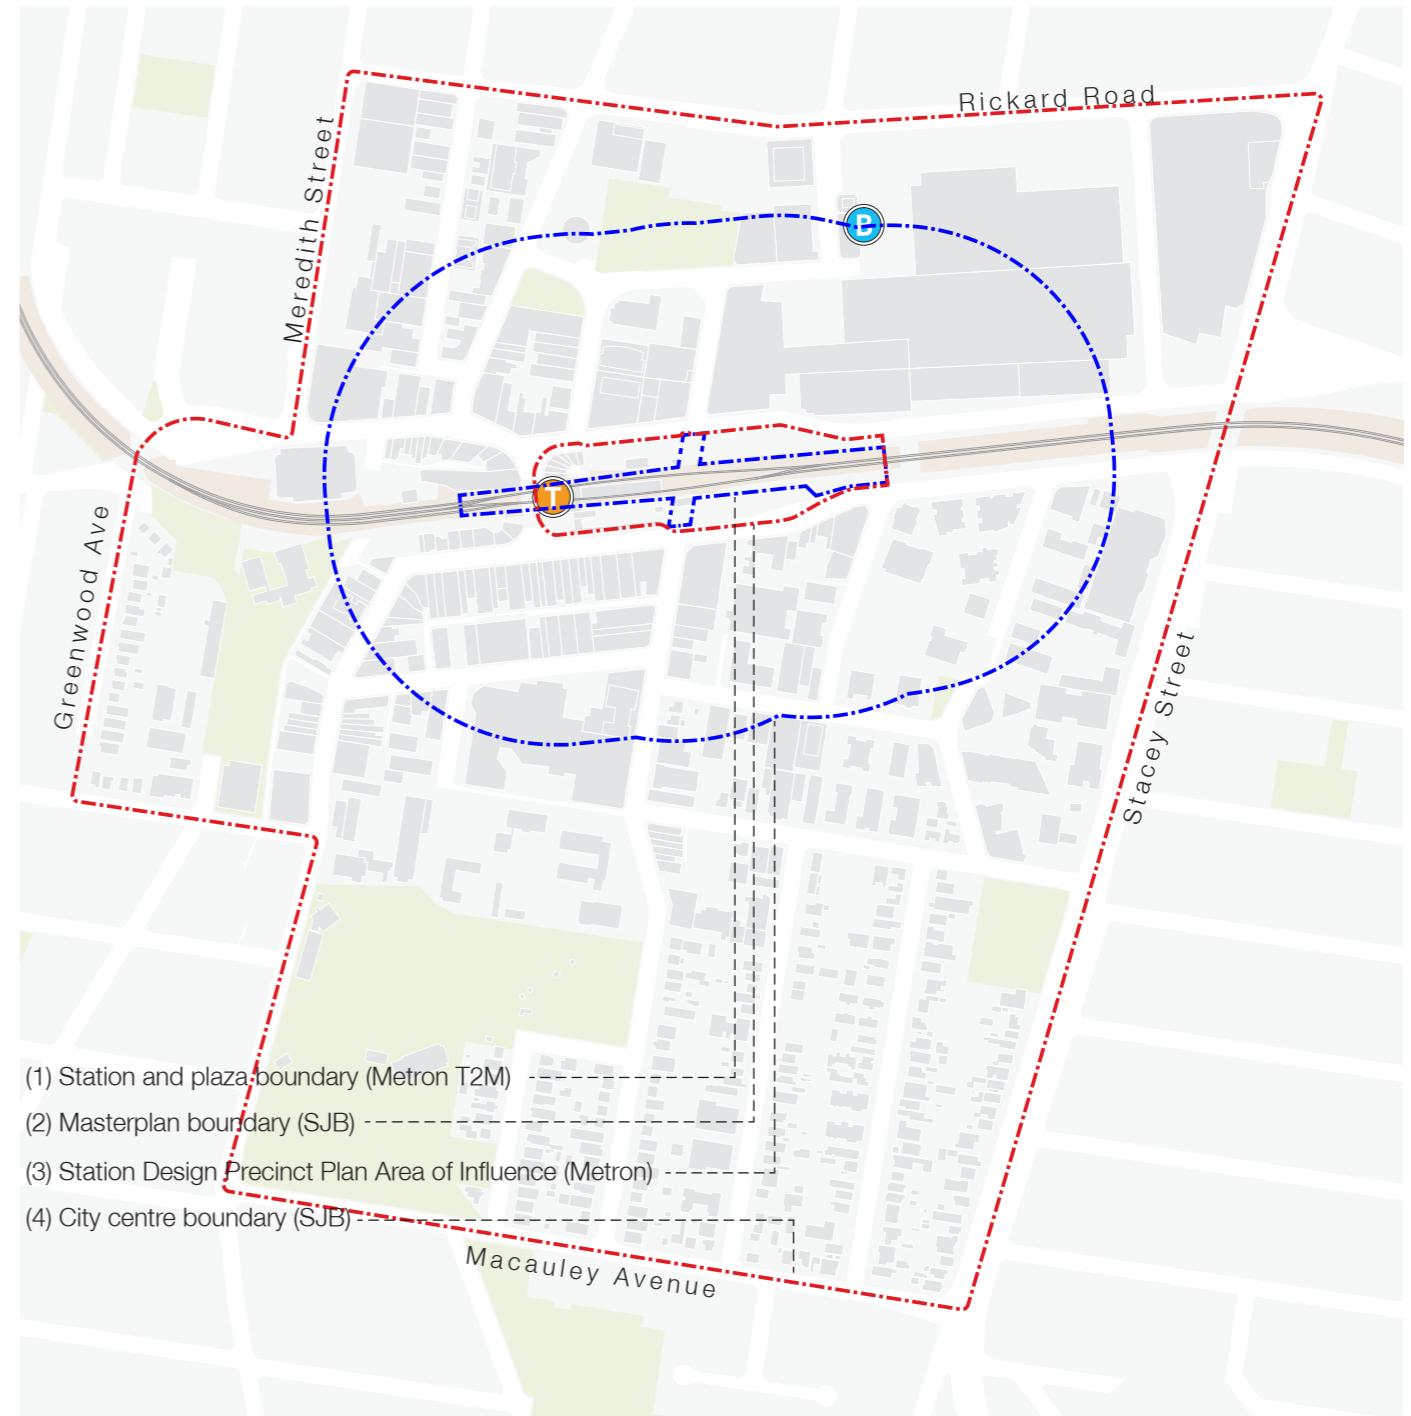 Rickard Road
Meredith Street
B
T
Greenwood Ave
Stacey Street
(1) Station and plaza boundary (Metron T2M)
(2) Masterplan boundary (SJB)
(3) Station Design Precinct Plan Area of Influence (Metron)
(4) City centre boundary (SJB)
Macauley Avenue